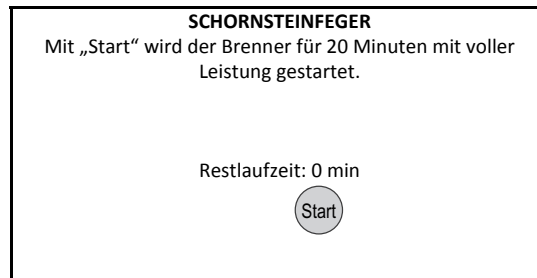 SCHORNSTEINFEGER
Mit „Start“ wird der Brenner für 20 Minuten mit voller
Leistung gestartet.
Restlaufzeit: 0 min
Start